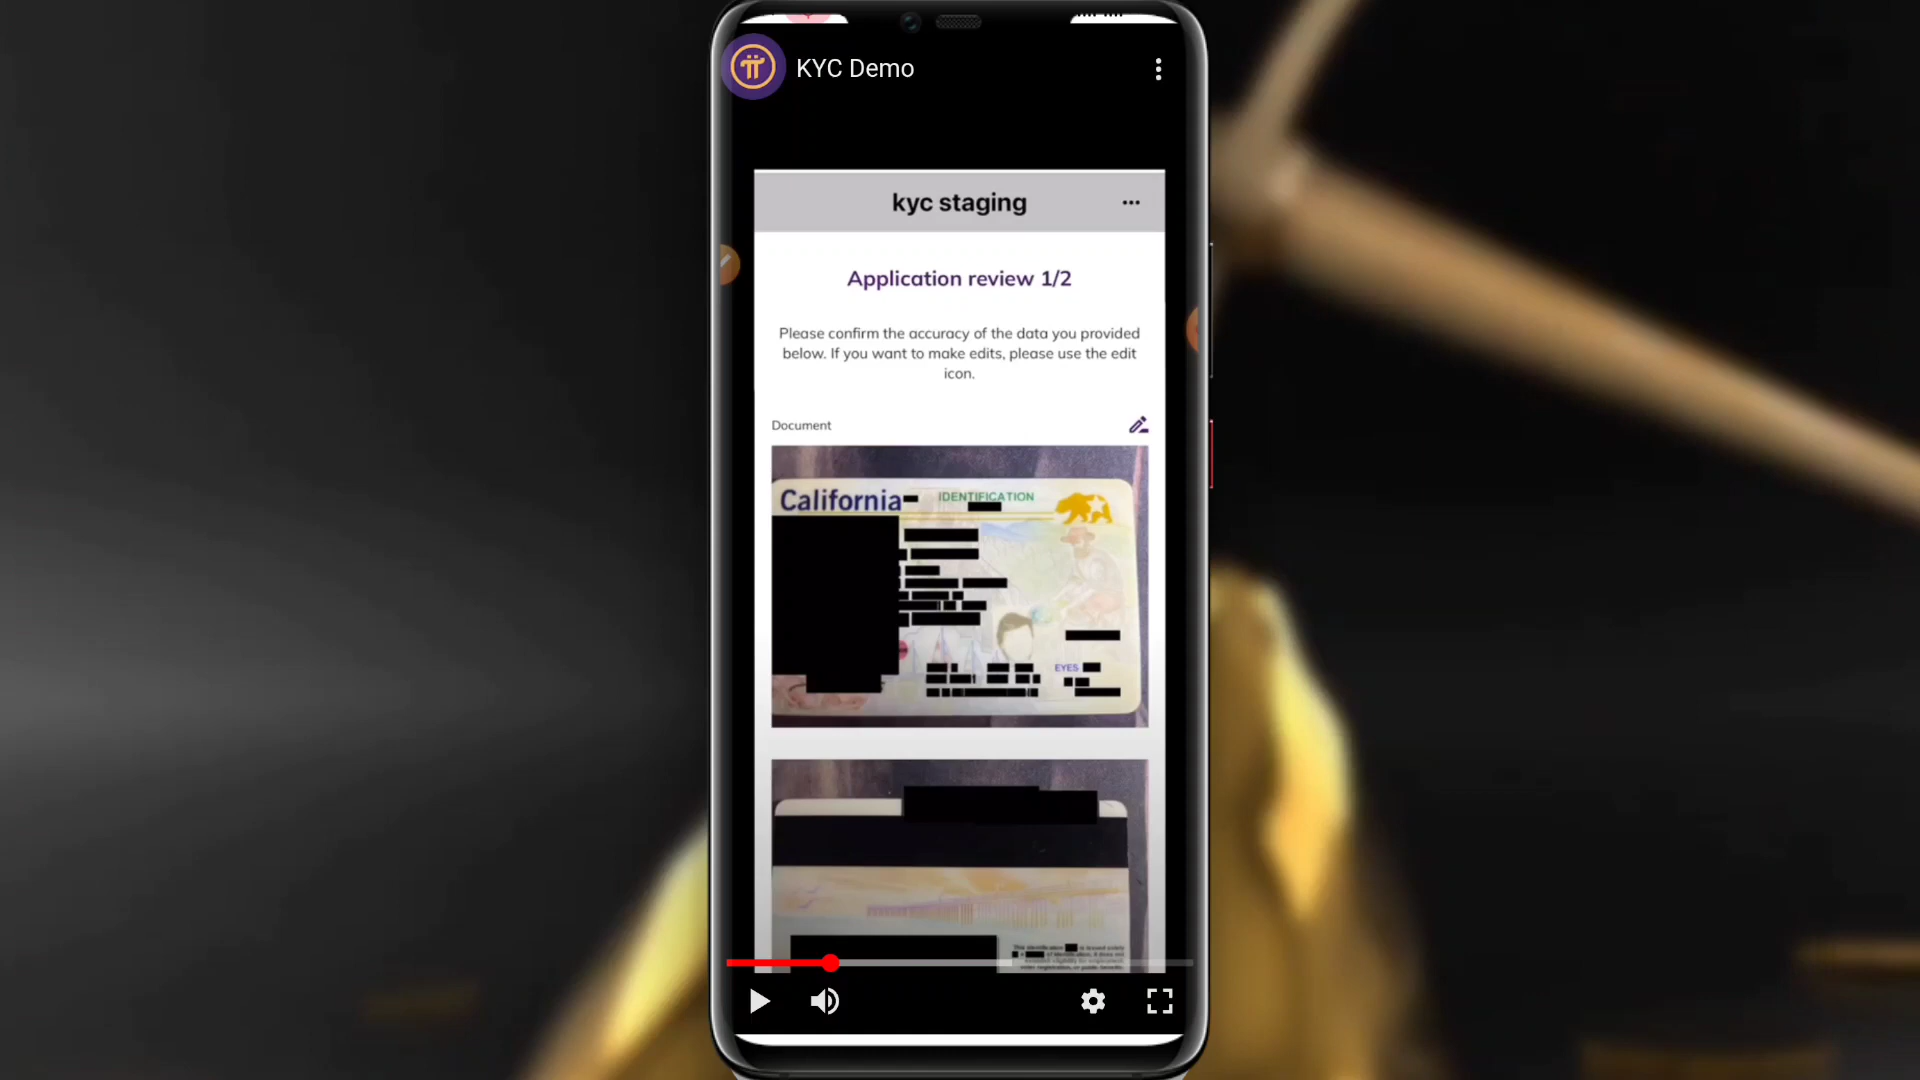 KYC Demo
kyc staging
Application review 1/2
Please confirm the accuracy of the data you provided
below. If you want to make edits, please use the edit
icon.
Document
California
IDENTIFICATION
EYES